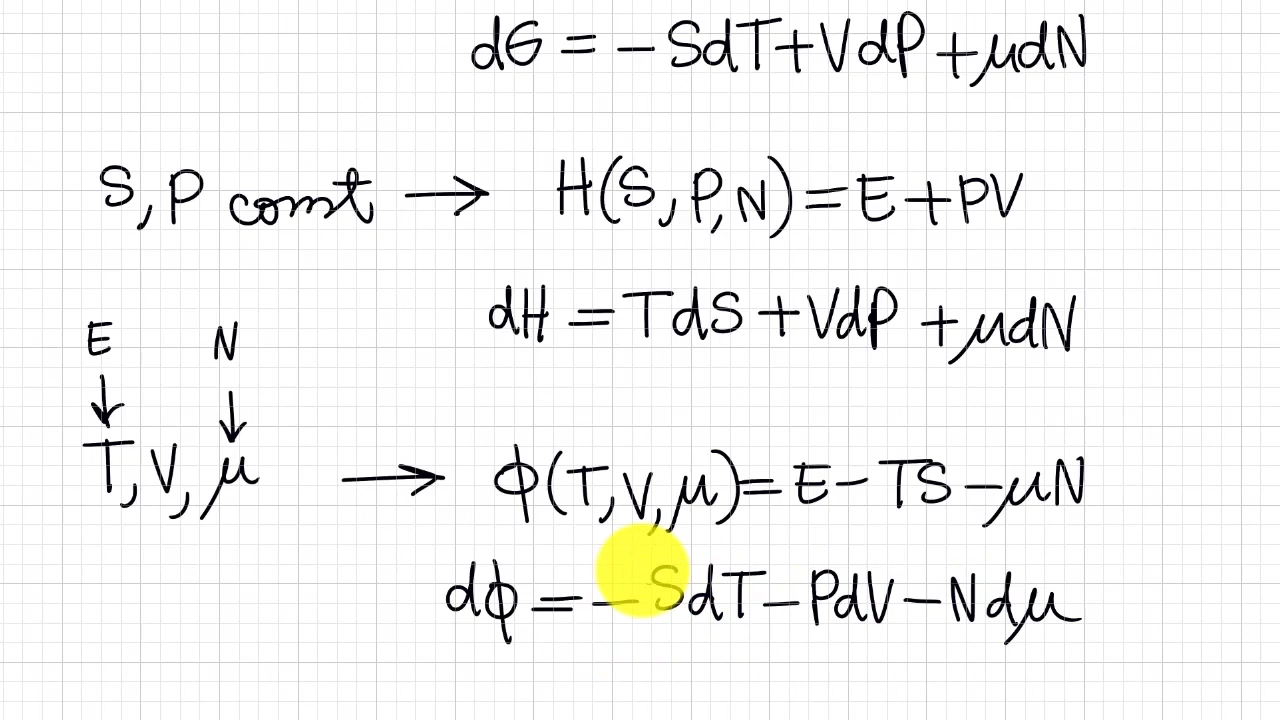 dG = -SdT + VdP + μdN
S, P const → H(S, P, N) = E + PV
dH = TdS + VdP + μdN
E N
↓ ↓
T, V, μ → ϕ(T, V, μ) = E - TS - μN
dϕ = -SdT - PdV - Ndμ